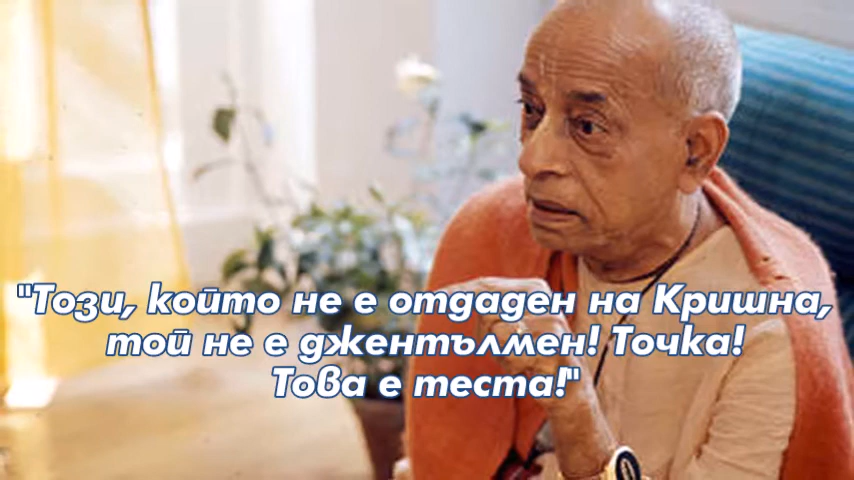 "Този, който не е отдаден на Кришна,
той не е джентълмен! Точка!
Това е теста!"